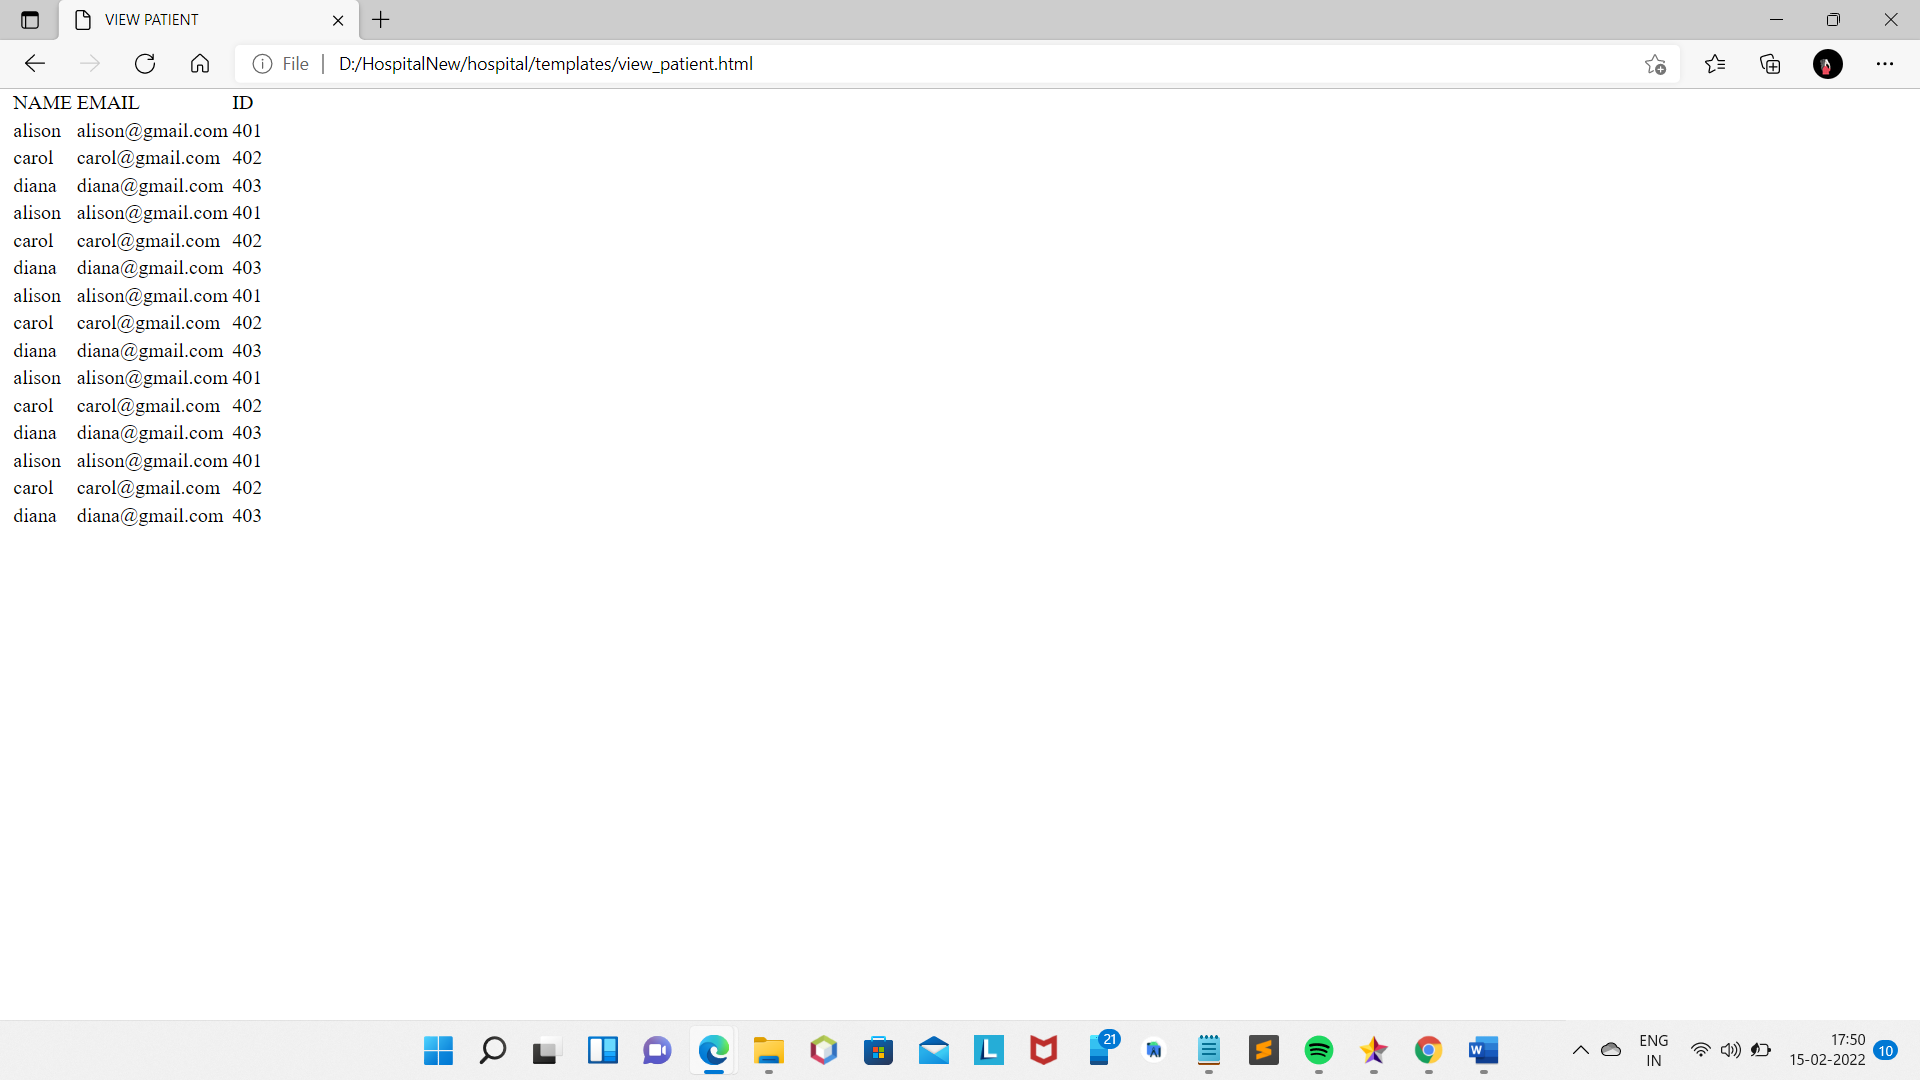 VIEW PATIENT
File | D:/HospitalNew/hospital/templates/view_patient.html
NAME EMAIL ID
alison alison@gmail.com 401
carol carol@gmail.com 402
diana diana@gmail.com 403
alison alison@gmail.com 401
carol carol@gmail.com 402
diana diana@gmail.com 403
alison alison@gmail.com 401
carol carol@gmail.com 402
diana diana@gmail.com 403
alison alison@gmail.com 401
carol carol@gmail.com 402
diana diana@gmail.com 403
alison alison@gmail.com 401
carol carol@gmail.com 402
diana diana@gmail.com 403
L 21 W ENG 17:50
IN 15-02-2022 10